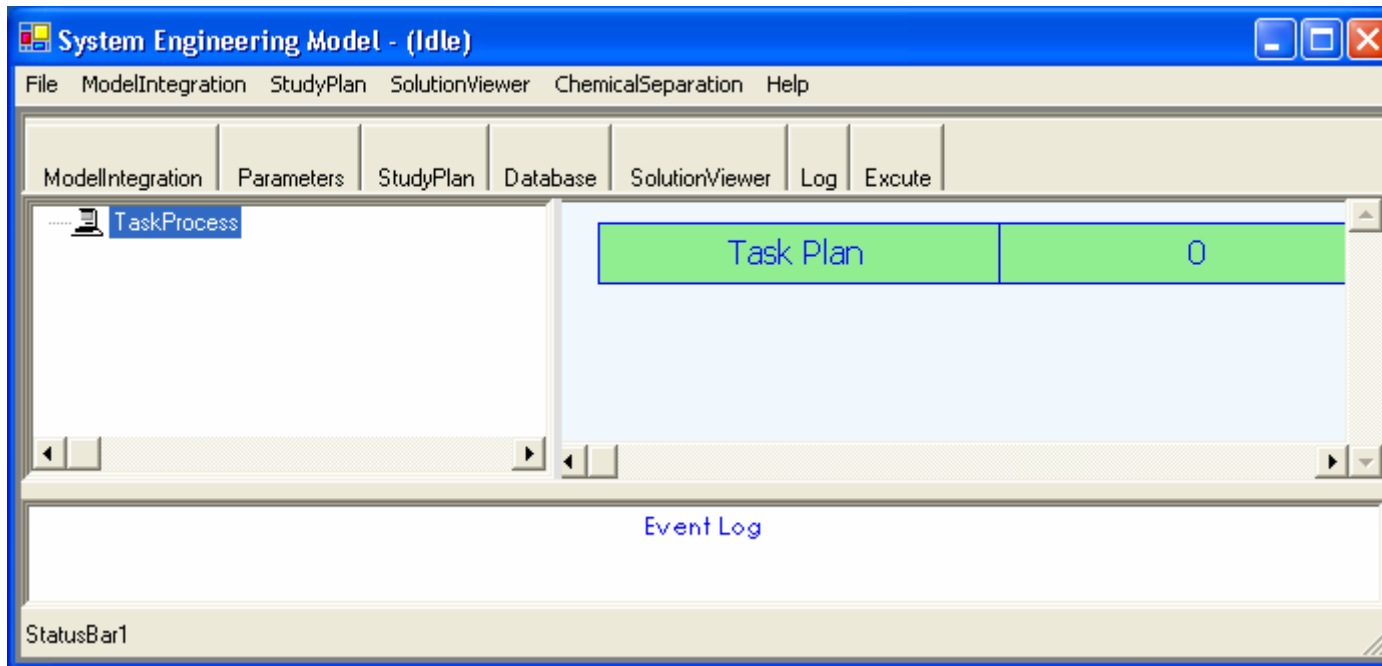 System Engineering Model - (Idle)
File ModelIntegration StudyPlan SolutionViewer ChemicalSeparation Help
ModelIntegration Parameters StudyPlan Database SolutionViewer Log Excute
TaskProcess
Task Plan 0
Event Log
StatusBar1